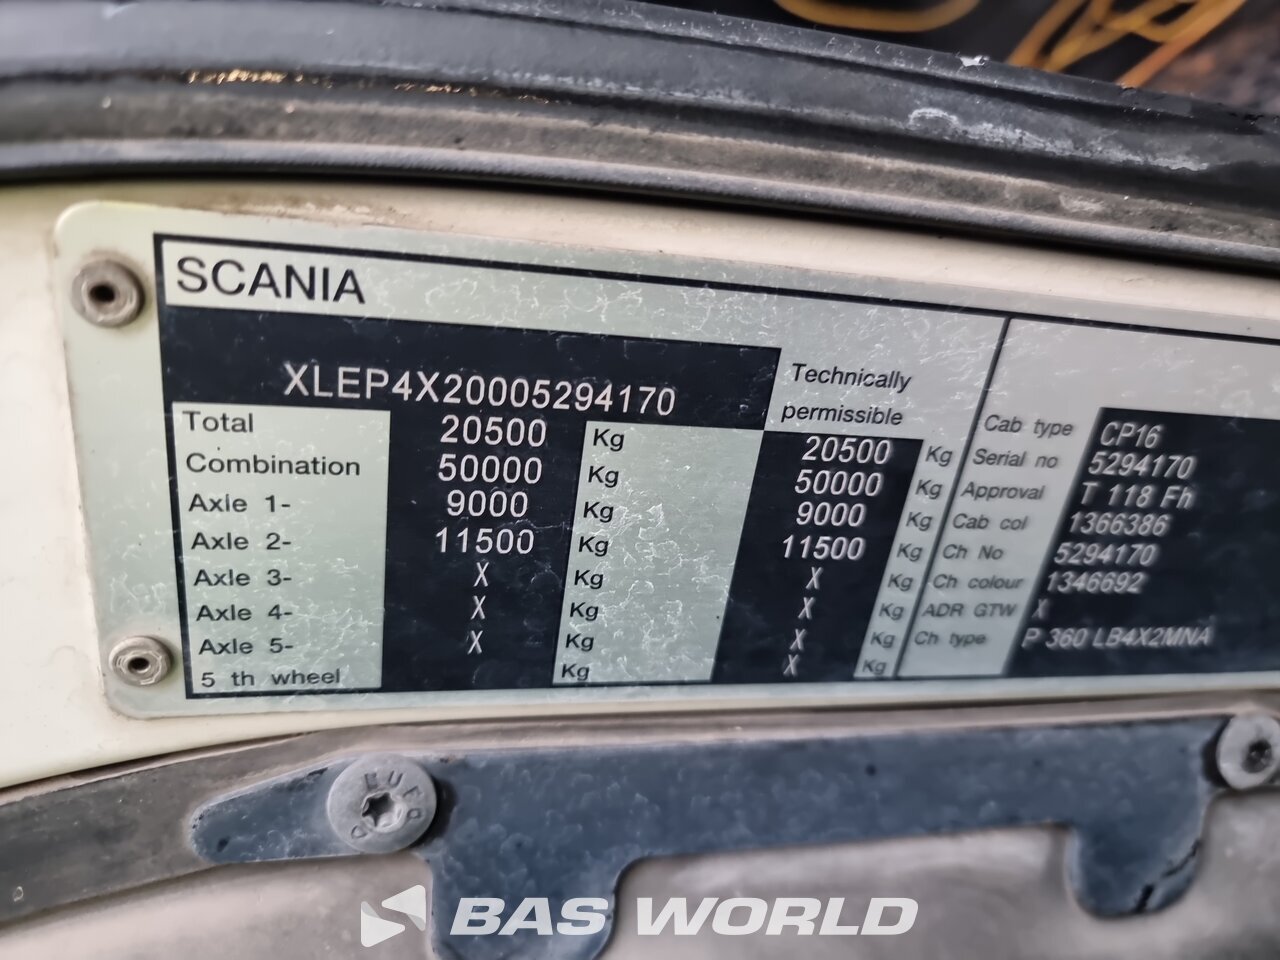 SCANIA
XLEP4X20005294170
Technically
permissible
Total 20500 Kg 20500 Kg
Combination 50000 Kg 50000 Kg
Axle 1- 9000 Kg 9000 Kg
Axle 2- 11500 Kg 11500 Kg
Axle 3- X Kg X Kg
Axle 4- X Kg X Kg
Axle 5- X Kg X Kg
5 th wheel Kg X Kg
Cab type CP16
Serial no 5294170
Approval T 118 Fh
Cab col 1366386
Ch No 5294170
Ch colour 1346692
ADR GTW X
Ch type P 360 LB4X2MNA
BUFO
BAS WORLD